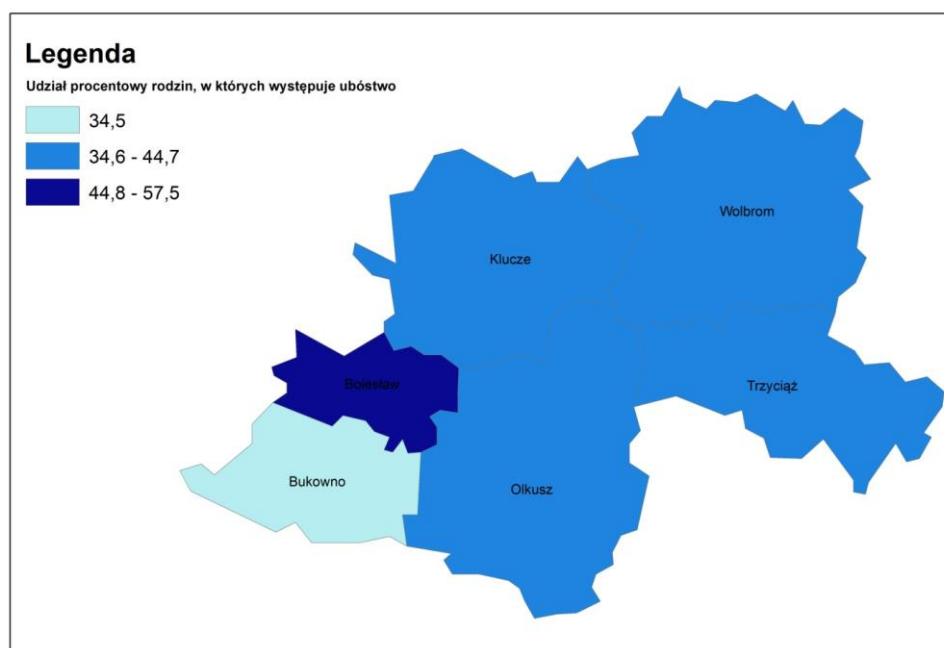 Legenda
Udział procentowy rodzin, w których występuje ubóstwo
34,5
34,6 - 44,7
44,8 - 57,5
Wolbrom
Klucze
Bolesław
Trzyciąż
Bukowno
Olkusz